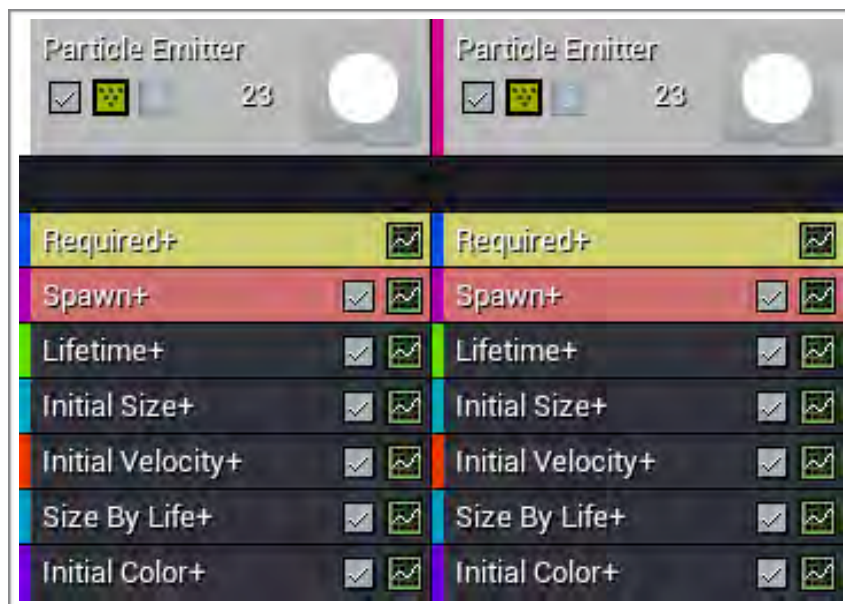 Particle Emitter
23
Required+
Spawn+
Lifetime+
Initial Size+
Initial Velocity+
Size By Life+
Initial Color+
Particle Emitter
23
Required+
Spawn+
Lifetime+
Initial Size+
Initial Velocity+
Size By Life+
Initial Color+